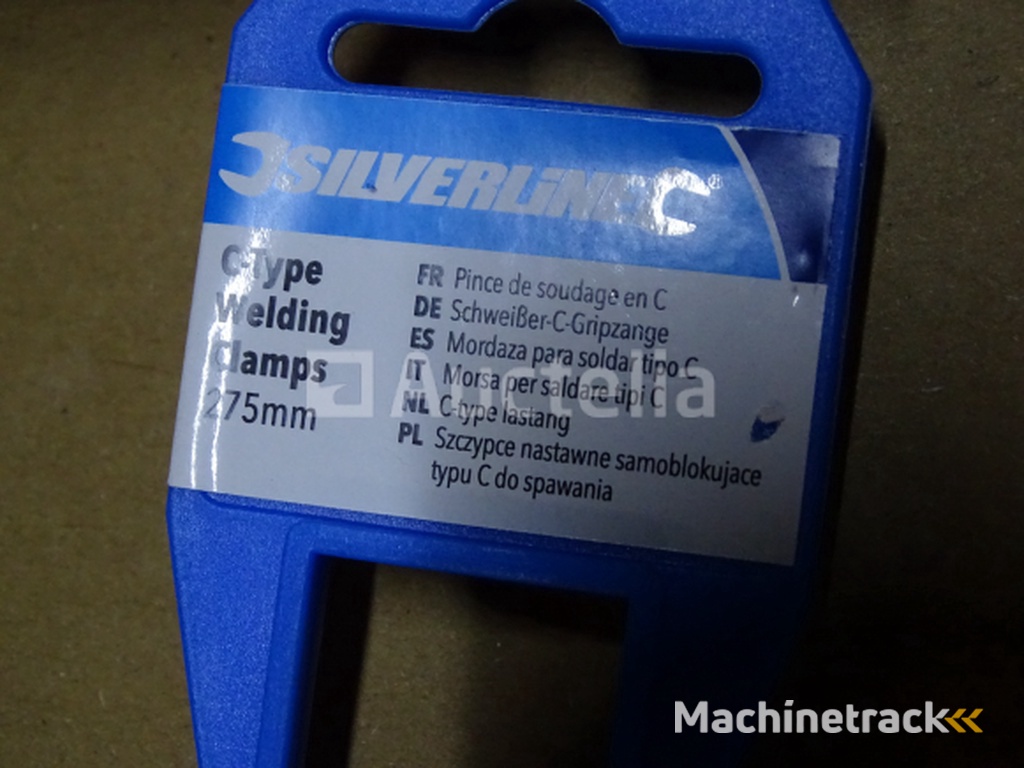 SILVERLINE®
C-Type
Welding
Clamps
275mm
FR Pince de soudage en C
DE Schweißer-C-Gripzange
ES Mordaza para soldar tipo C
IT Morsa per saldare tipi C
NL C-type lastang
PL Szczypce nastawne samoblokujace
typu C do spawania
Auctelia
Machinetrack